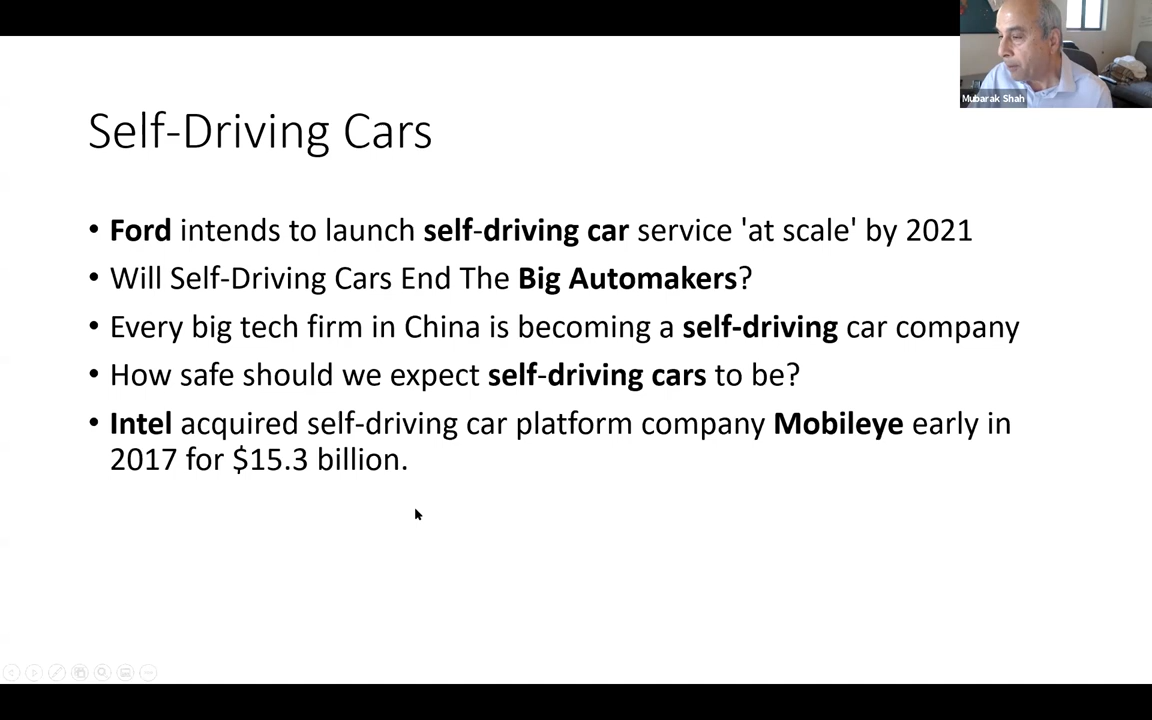 Mubarak Shah
Self-Driving Cars
• Ford intends to launch self-driving car service 'at scale' by 2021
• Will Self-Driving Cars End The Big Automakers?
• Every big tech firm in China is becoming a self-driving car company
• How safe should we expect self-driving cars to be?
• Intel acquired self-driving car platform company Mobileye early in
2017 for $15.3 billion.